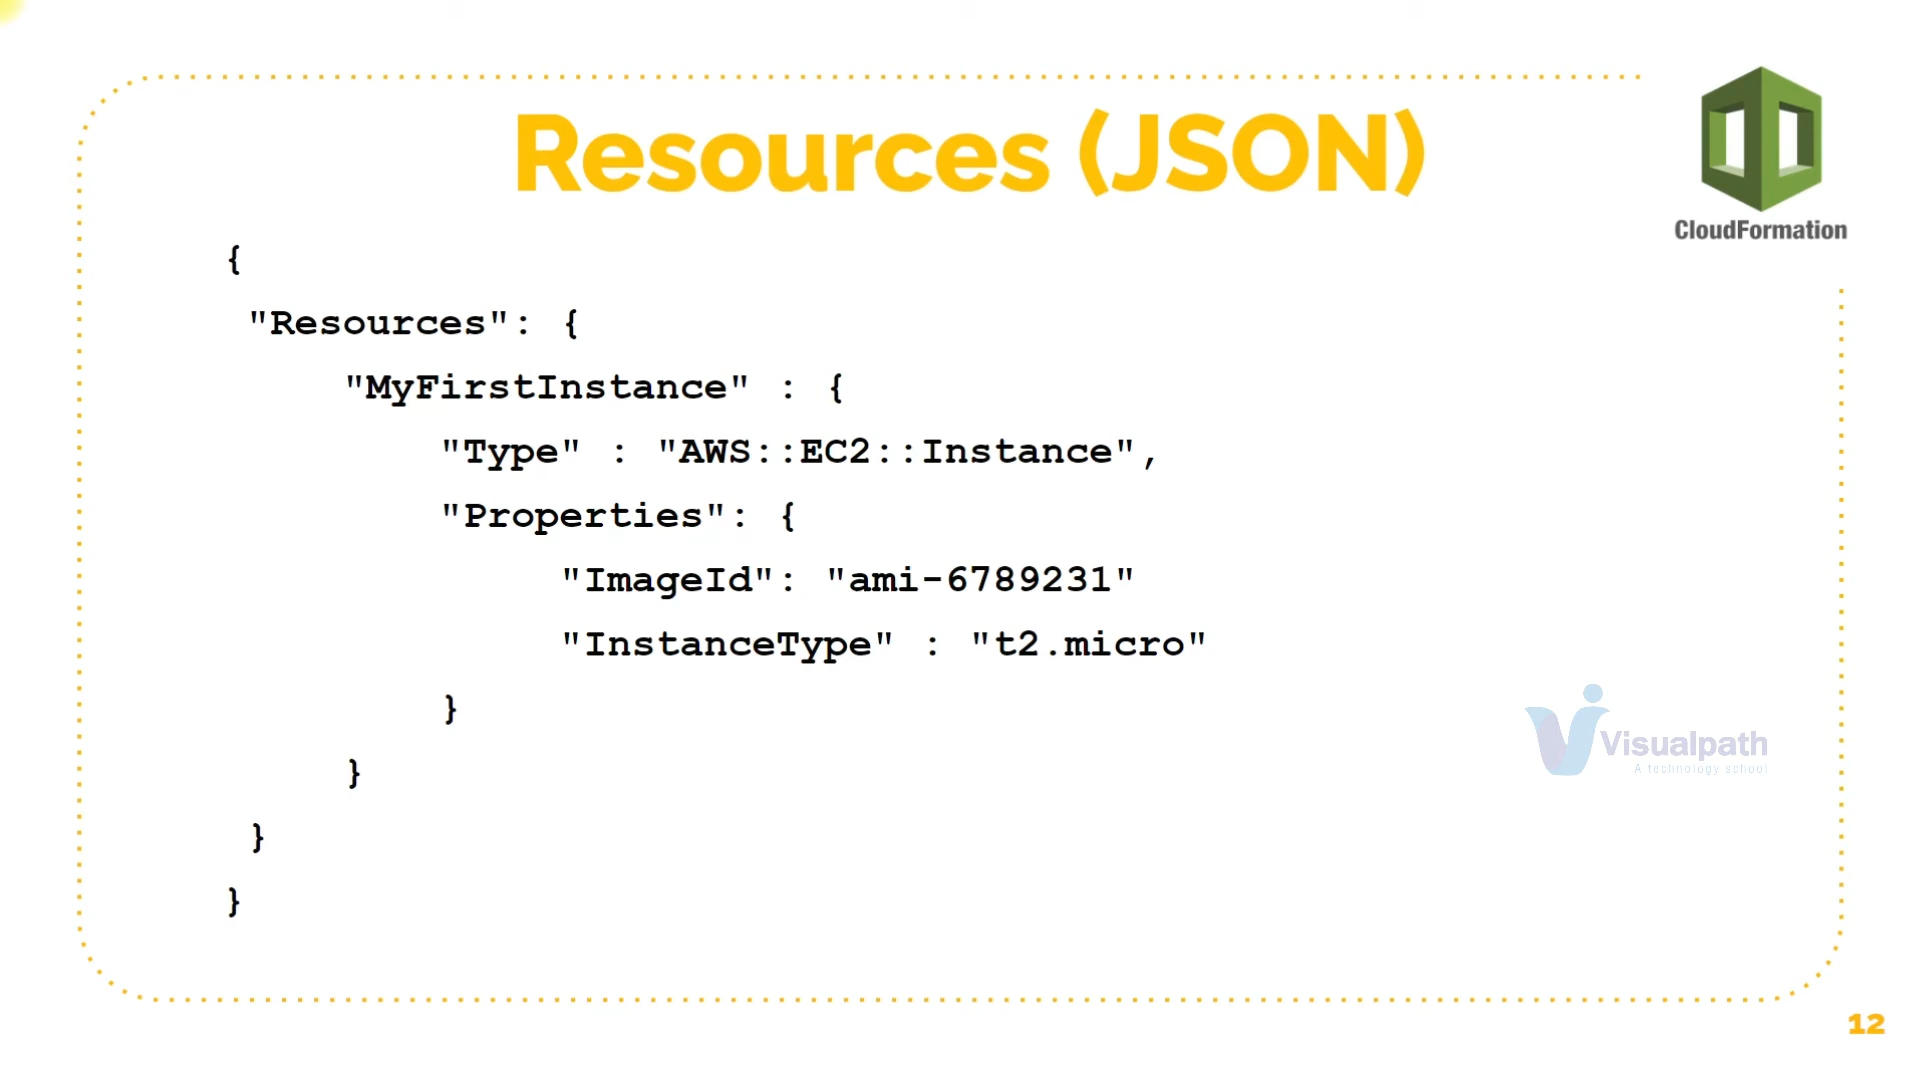 Resources (JSON)
CloudFormation
{
"Resources": {
"MyFirstInstance" : {
"Type" : "AWS::EC2::Instance",
"Properties": {
"ImageId": "ami-6789231"
"InstanceType" : "t2.micro"
}
}
}
}
Visualpath
A technology school
12